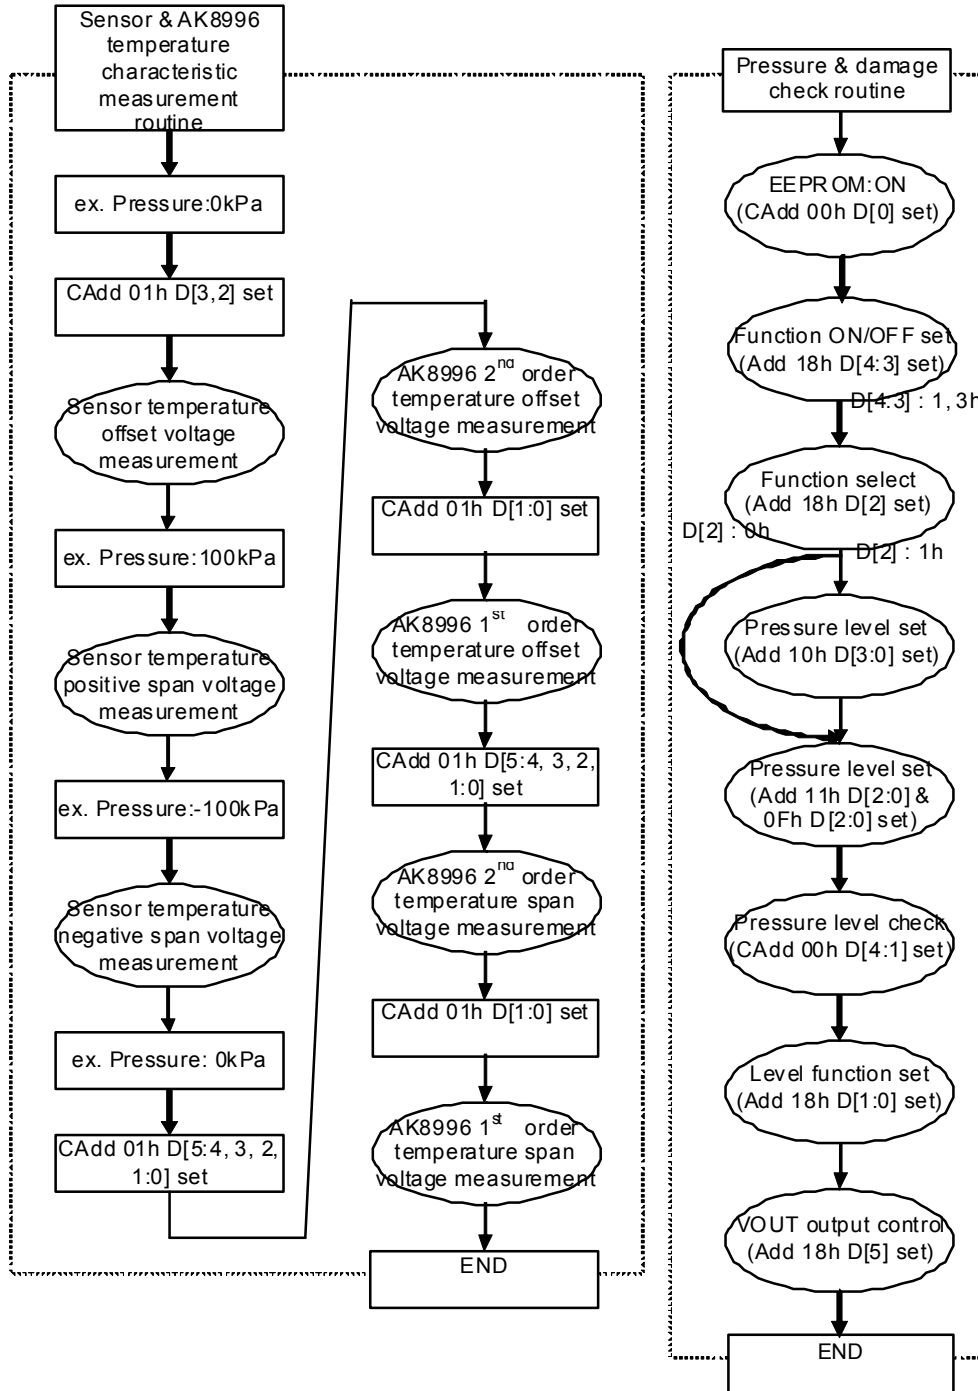 Sensor & AK8996
temperature
characteristic
measurement
routine
ex. Pressure:0kPa
CAdd 01h D[3,2] set
Sensor temperature
offset voltage
measurement
ex. Pressure:100kPa
Sensor temperature
positive span voltage
measurement
ex. Pressure:-100kPa
Sensor temperature
negative span voltage
measurement
ex. Pressure: 0kPa
CAdd 01h D[5:4, 3, 2,
1:0] set
AK8996 2nd order
temperature offset
voltage measurement
CAdd 01h D[1:0] set
AK8996 1st order
temperature offset
voltage measurement
CAdd 01h D[5:4, 3, 2,
1:0] set
AK8996 2nd order
temperature span
voltage measurement
CAdd 01h D[1:0] set
AK8996 1st order
temperature span
voltage measurement
END
Pressure & damage
check routine
EEPROM:ON
(CAdd 00h D[0] set)
Function ON/OFF set
(Add 18h D[4:3] set)
D[4:3] : 1, 3h
Function select
(Add 18h D[2] set)
D[2] : 0h
D[2] : 1h
Pressure level set
(Add 10h D[3:0] set)
Pressure level set
(Add 11h D[2:0] &
0Fh D[2:0] set)
Pressure level check
(CAdd 00h D[4:1] set)
Level function set
(Add 18h D[1:0] set)
VOUT output control
(Add 18h D[5] set)
END